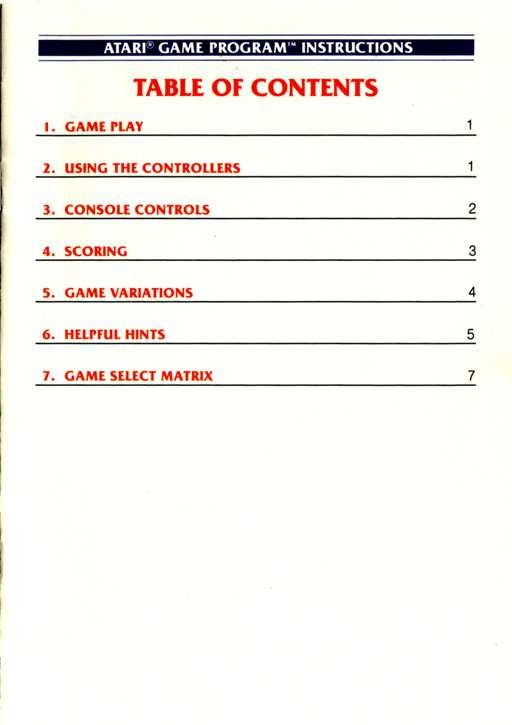 ATARI® GAME PROGRAM™ INSTRUCTIONS
TABLE OF CONTENTS
1. GAME PLAY 1
2. USING THE CONTROLLERS 1
3. CONSOLE CONTROLS 2
4. SCORING 3
5. GAME VARIATIONS 4
6. HELPFUL HINTS 5
7. GAME SELECT MATRIX 7